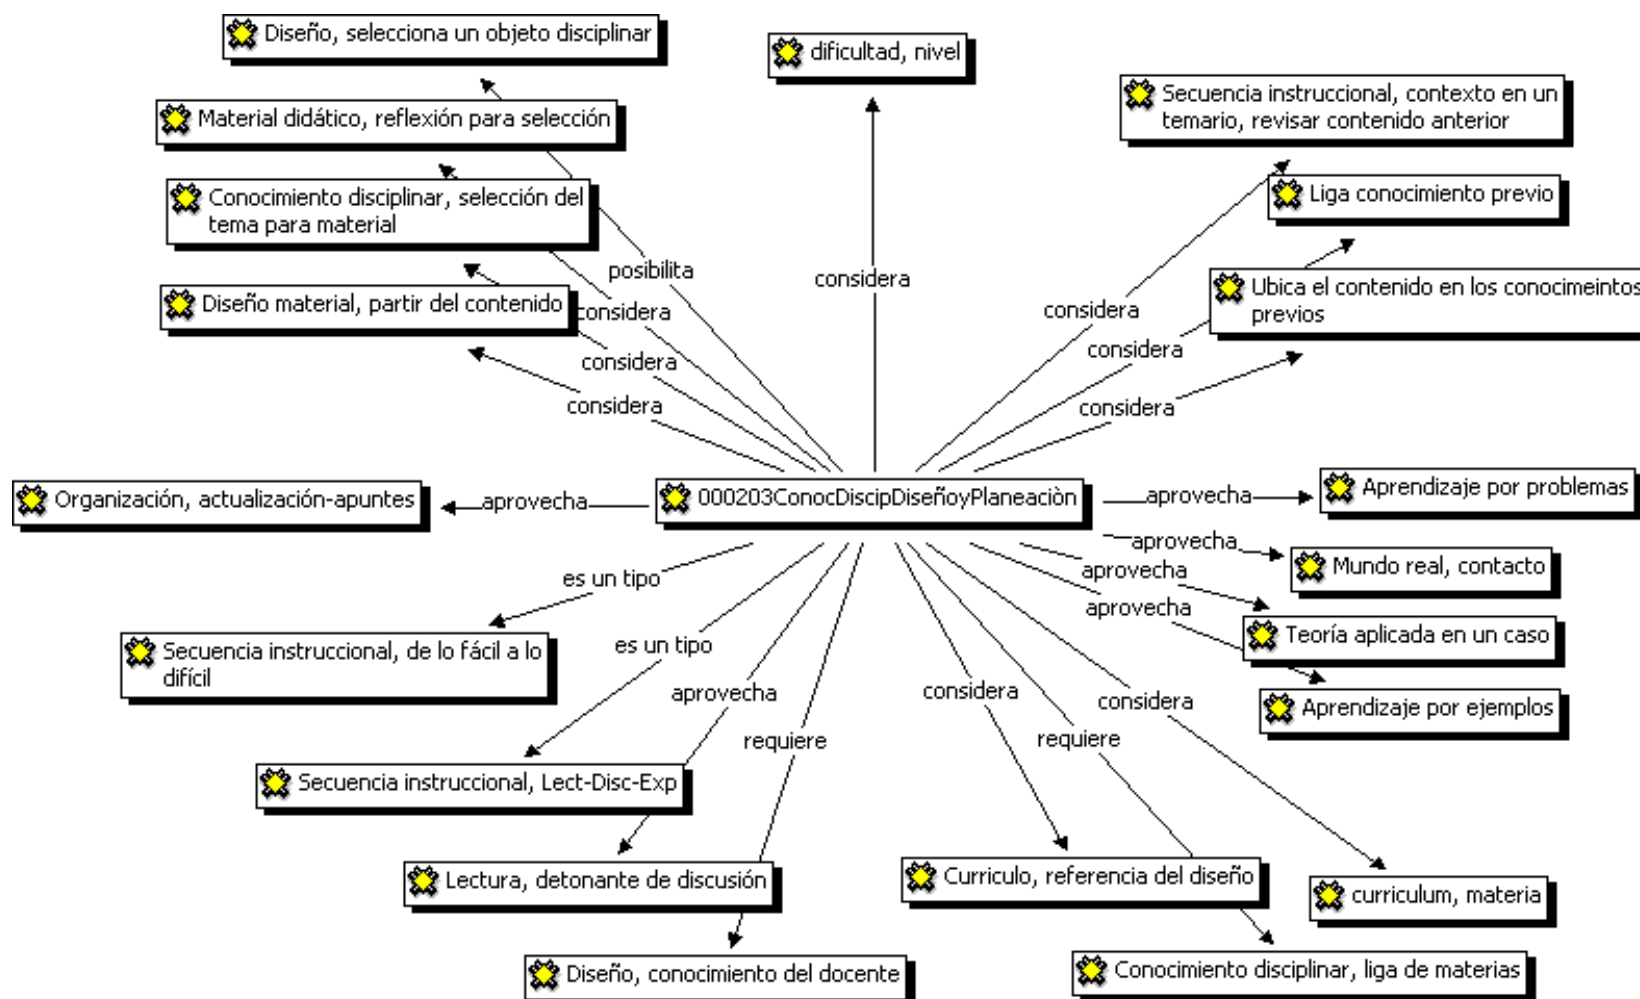 Diseño, selecciona un objeto disciplinar
dificultad, nivel
Secuencia instruccional, contexto en un
temario, revisar contenido anterior
Material didático, reflexión para selección
Conocimiento disciplinar, selección del
tema para material
Liga conocimiento previo
posibilita
considera
Diseño material, partir del contenido
Ubica el contenido en los conocimeintos
previos
considera
considera
considera
considera
considera
considera
Organización, actualización-apuntes
aprovecha
000203ConocDiscipDiseñoyPlaneaciòn
aprovecha
Aprendizaje por problemas
aprovecha
Mundo real, contacto
es un tipo
aprovecha
aprovecha
Teoría aplicada en un caso
Secuencia instruccional, de lo fácil a lo
difícil
es un tipo
aprovecha
considera
considera
Aprendizaje por ejemplos
requiere
requiere
Secuencia instruccional, Lect-Disc-Exp
Lectura, detonante de discusión
Curriculo, referencia del diseño
curriculum, materia
Diseño, conocimiento del docente
Conocimiento disciplinar, liga de materias